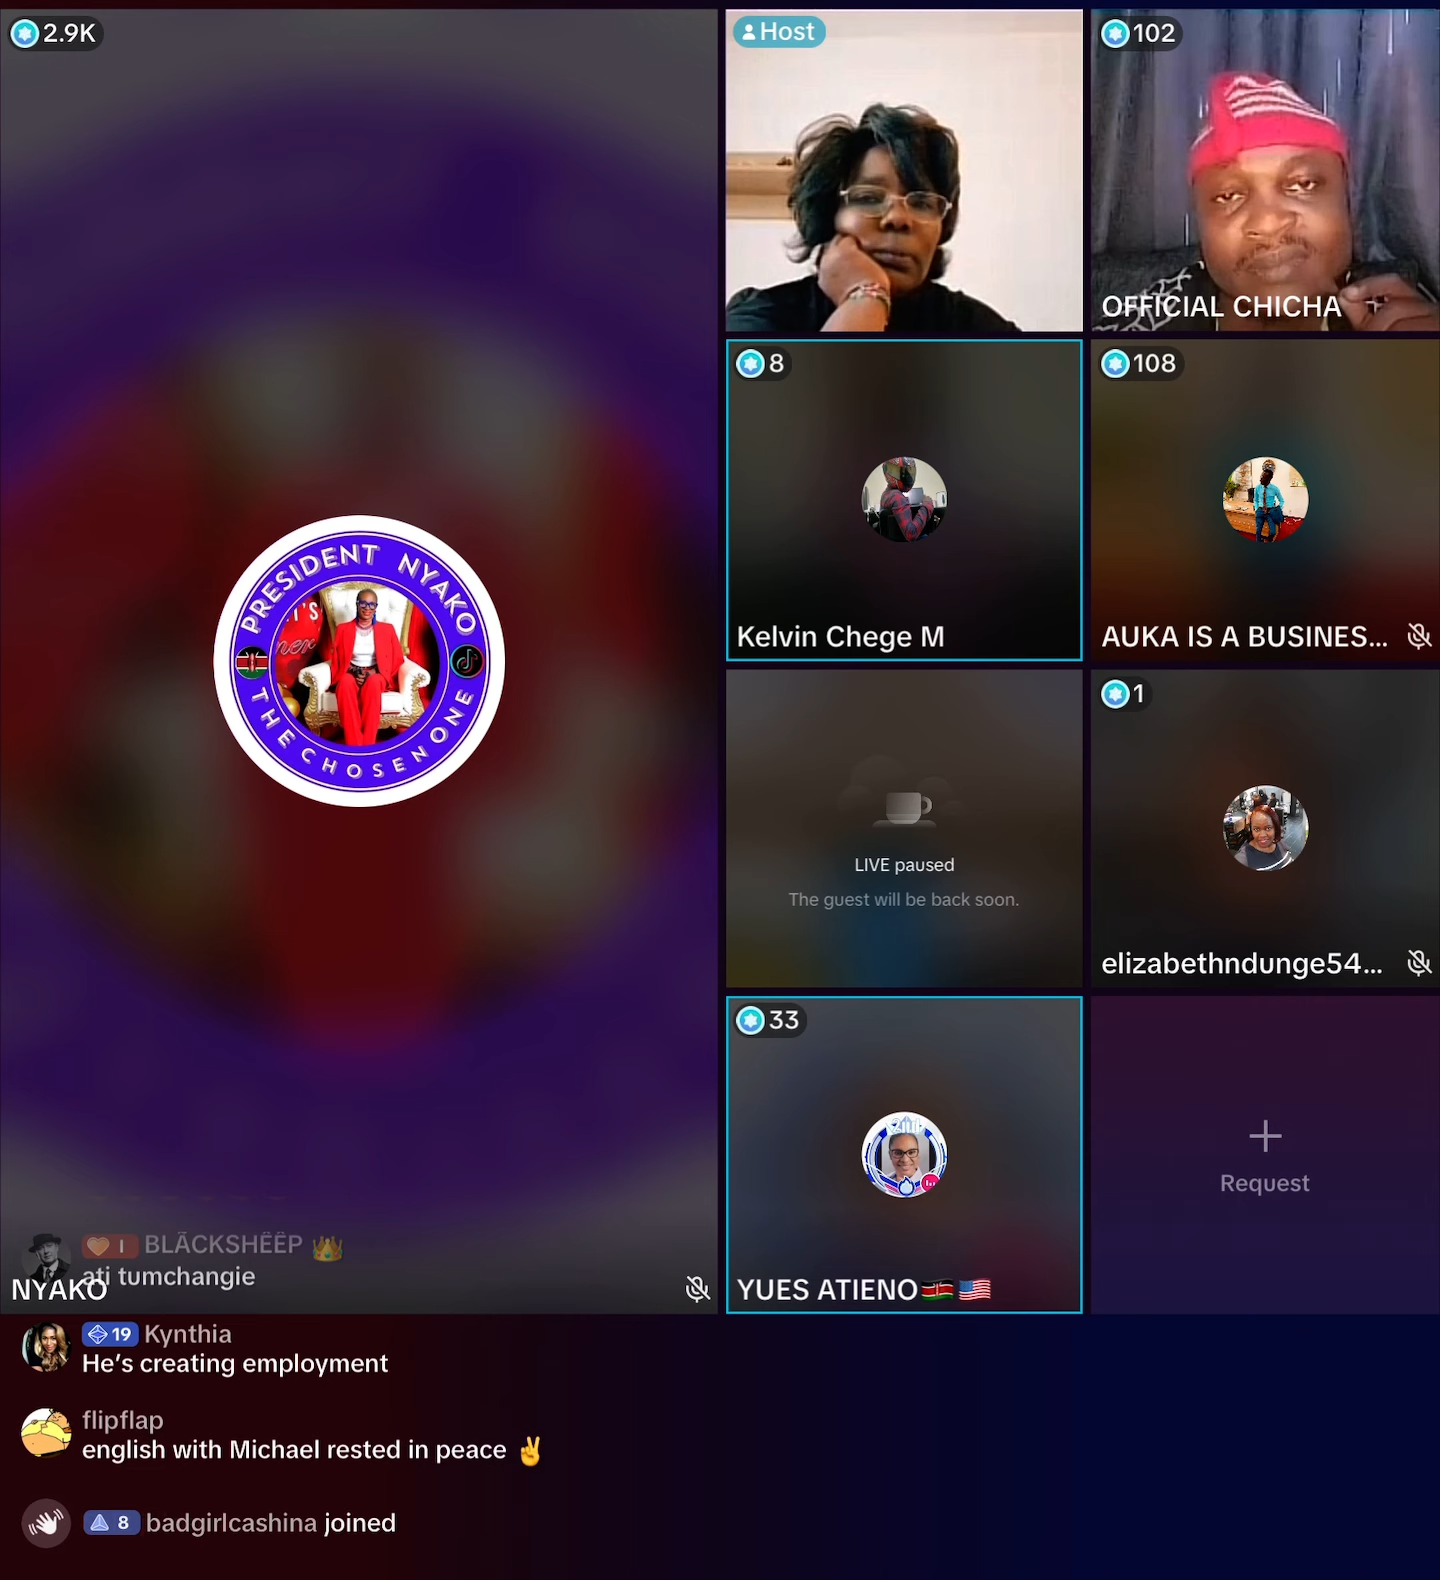 2.9K
Host
102
OFFICIAL CHICHA
8
108
PRESIDENT NYAKO
THE CHOSEN ONE
Kelvin Chege M
AUKA IS A BUSINES...
1
LIVE paused
The guest will be back soon.
elizabethndunge54...
33
Request
BLĀCKSHËËP 👑
ati tumchangie
NYAKO
YUES ATIENO🇰🇪🇺🇸
19 Kynthia
He’s creating employment
flipflap
english with Michael rested in peace ✌️
8 badgirlcashina joined